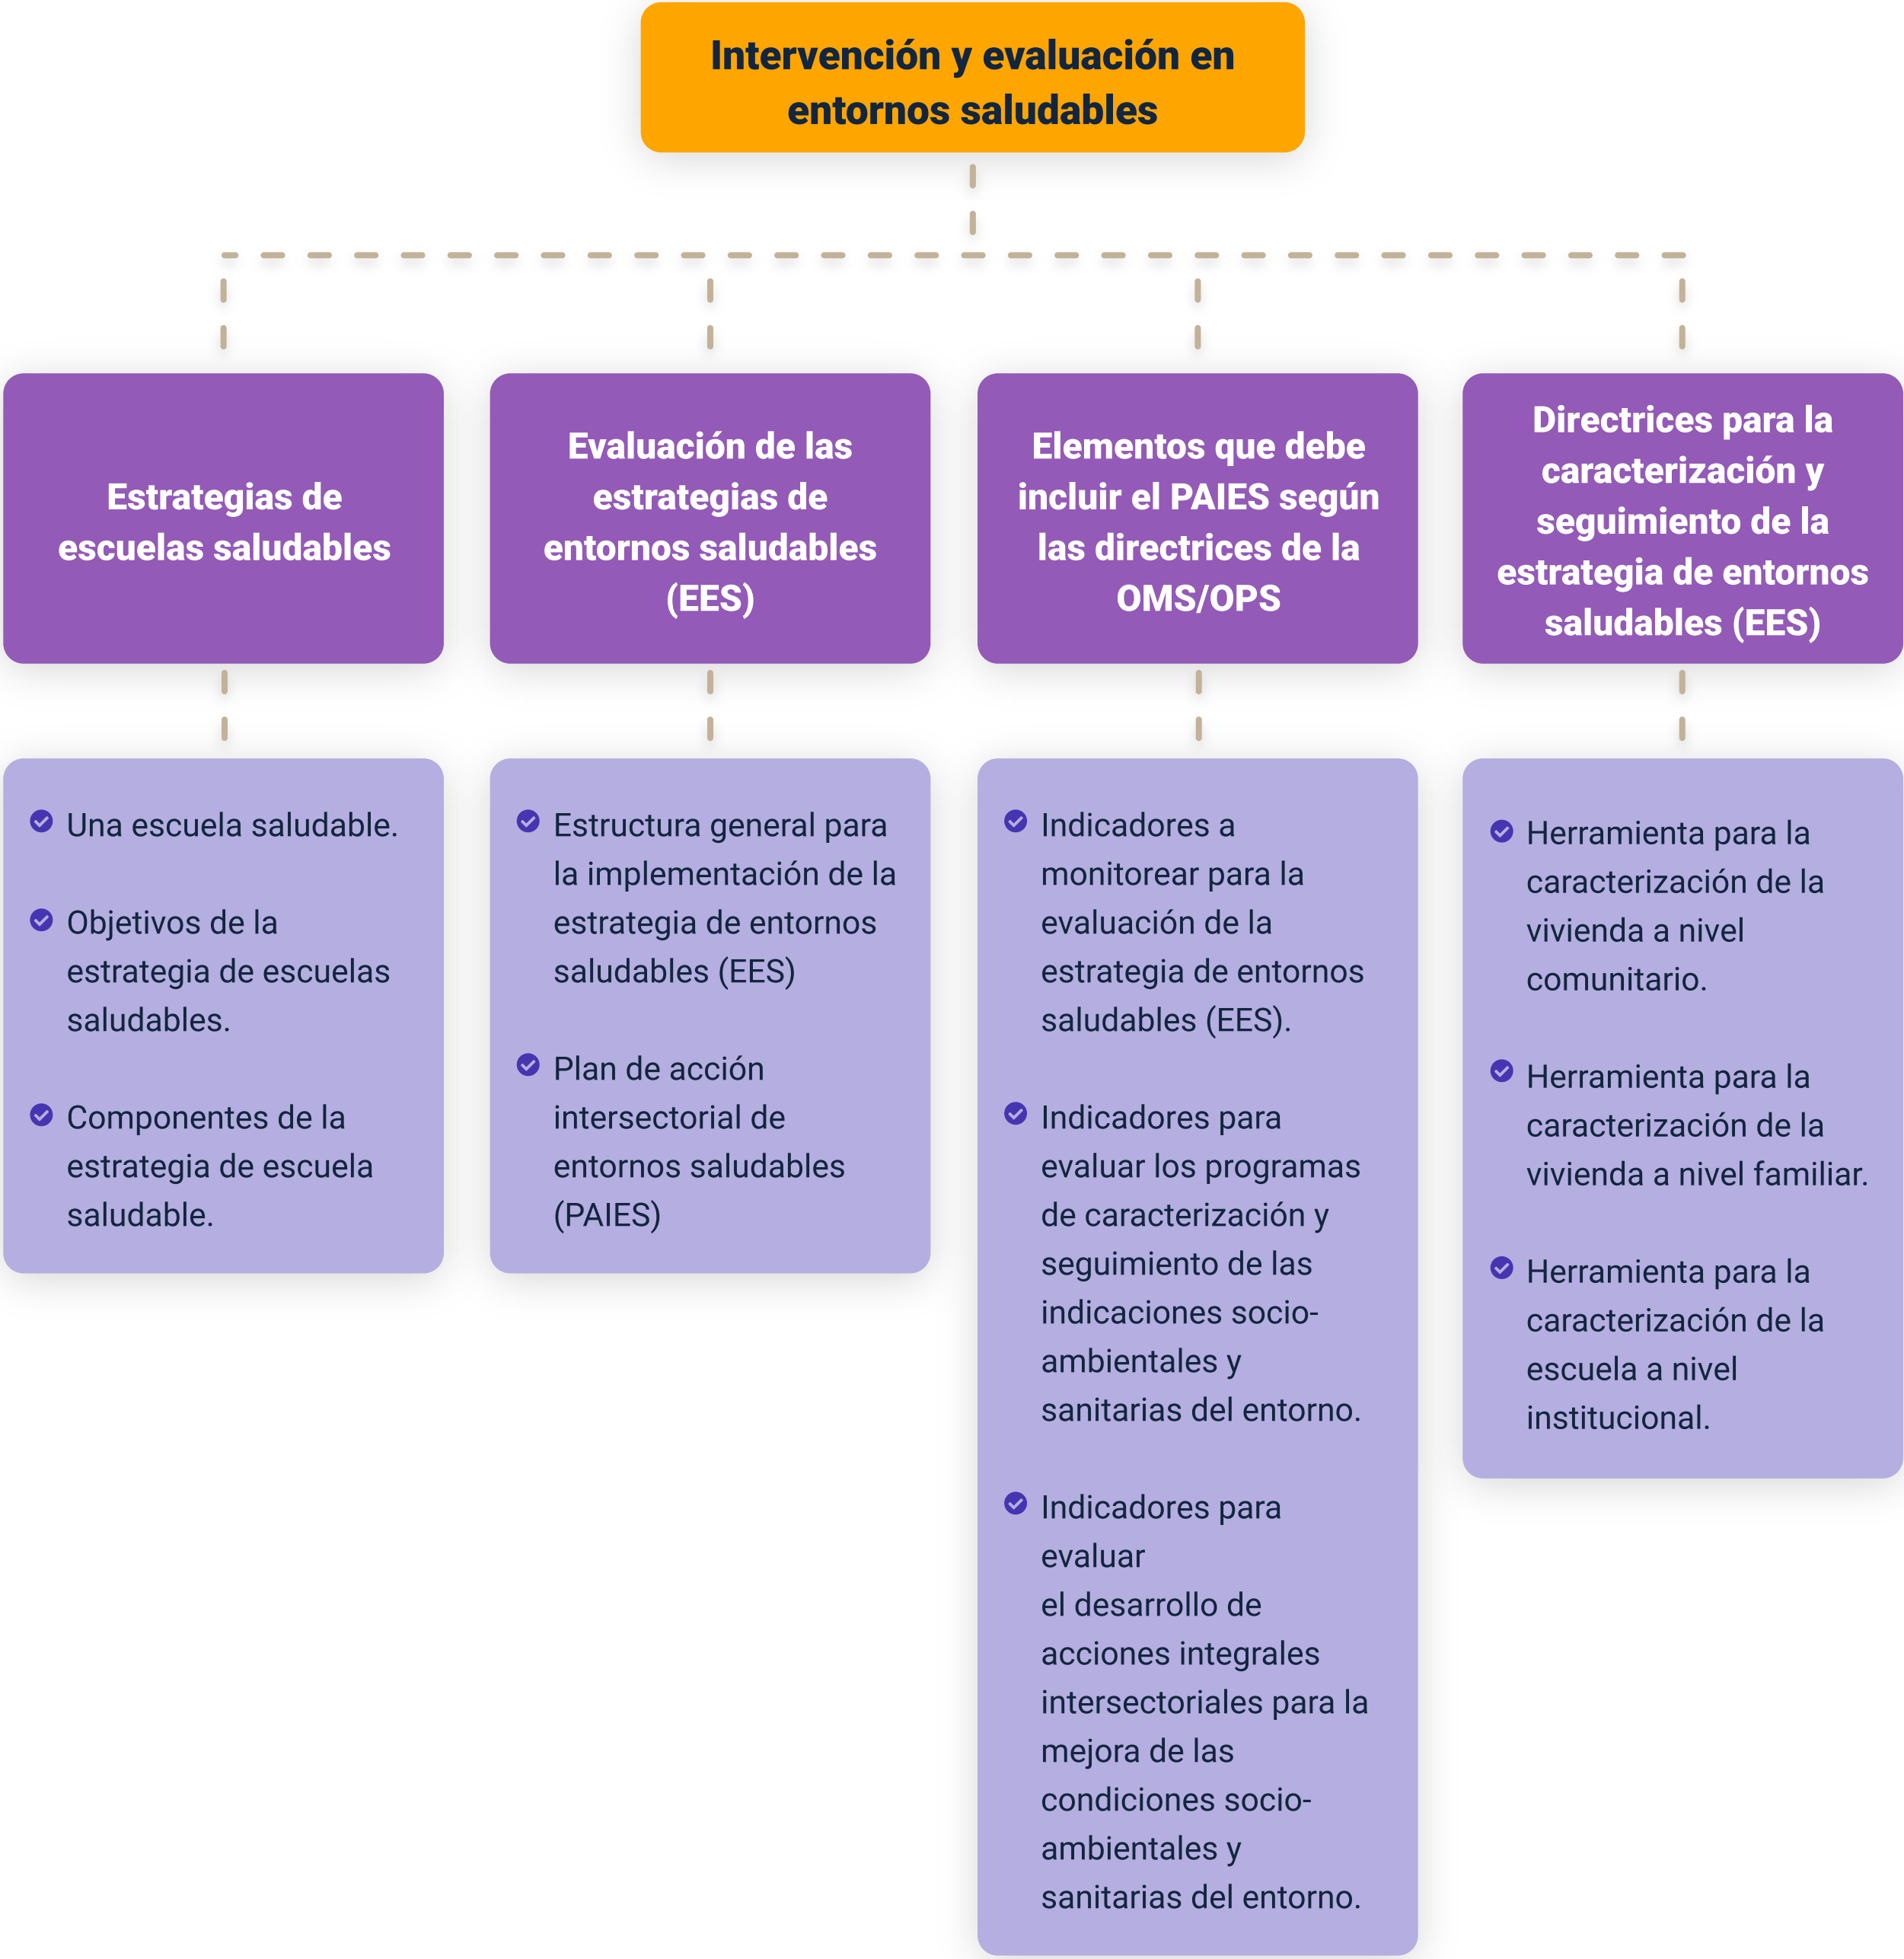 Intervención y evaluación en
entornos saludables
Estrategias de
escuelas saludables
Evaluación de las
estrategias de
entornos saludables
(EES)
Elementos que debe
incluir el PAIES según
las directrices de la
OMS/OPS
Directrices para la
caracterización y
seguimiento de la
estrategia de entornos
saludables (EES)
Una escuela saludable.
Objetivos de la
estrategia de escuelas
saludables.
Componentes de la
estrategia de escuela
saludable.
Estructura general para
la implementación de la
estrategia de entornos
saludables (EES)
Plan de acción
intersectorial de
entornos saludables
(PAIES)
Indicadores a
monitorear para la
evaluación de la
estrategia de entornos
saludables (EES).
Indicadores para
evaluar los programas
de caracterización y
seguimiento de las
indicaciones socio-
ambientales y
sanitarias del entorno.
Indicadores para
evaluar
el desarrollo de
acciones integrales
intersectoriales para la
mejora de las
condiciones socio-
ambientales y
sanitarias del entorno.
Herramienta para la
caracterización de la
vivienda a nivel
comunitario.
Herramienta para la
caracterización de la
vivienda a nivel familiar.
Herramienta para la
caracterización de la
escuela a nivel
institucional.